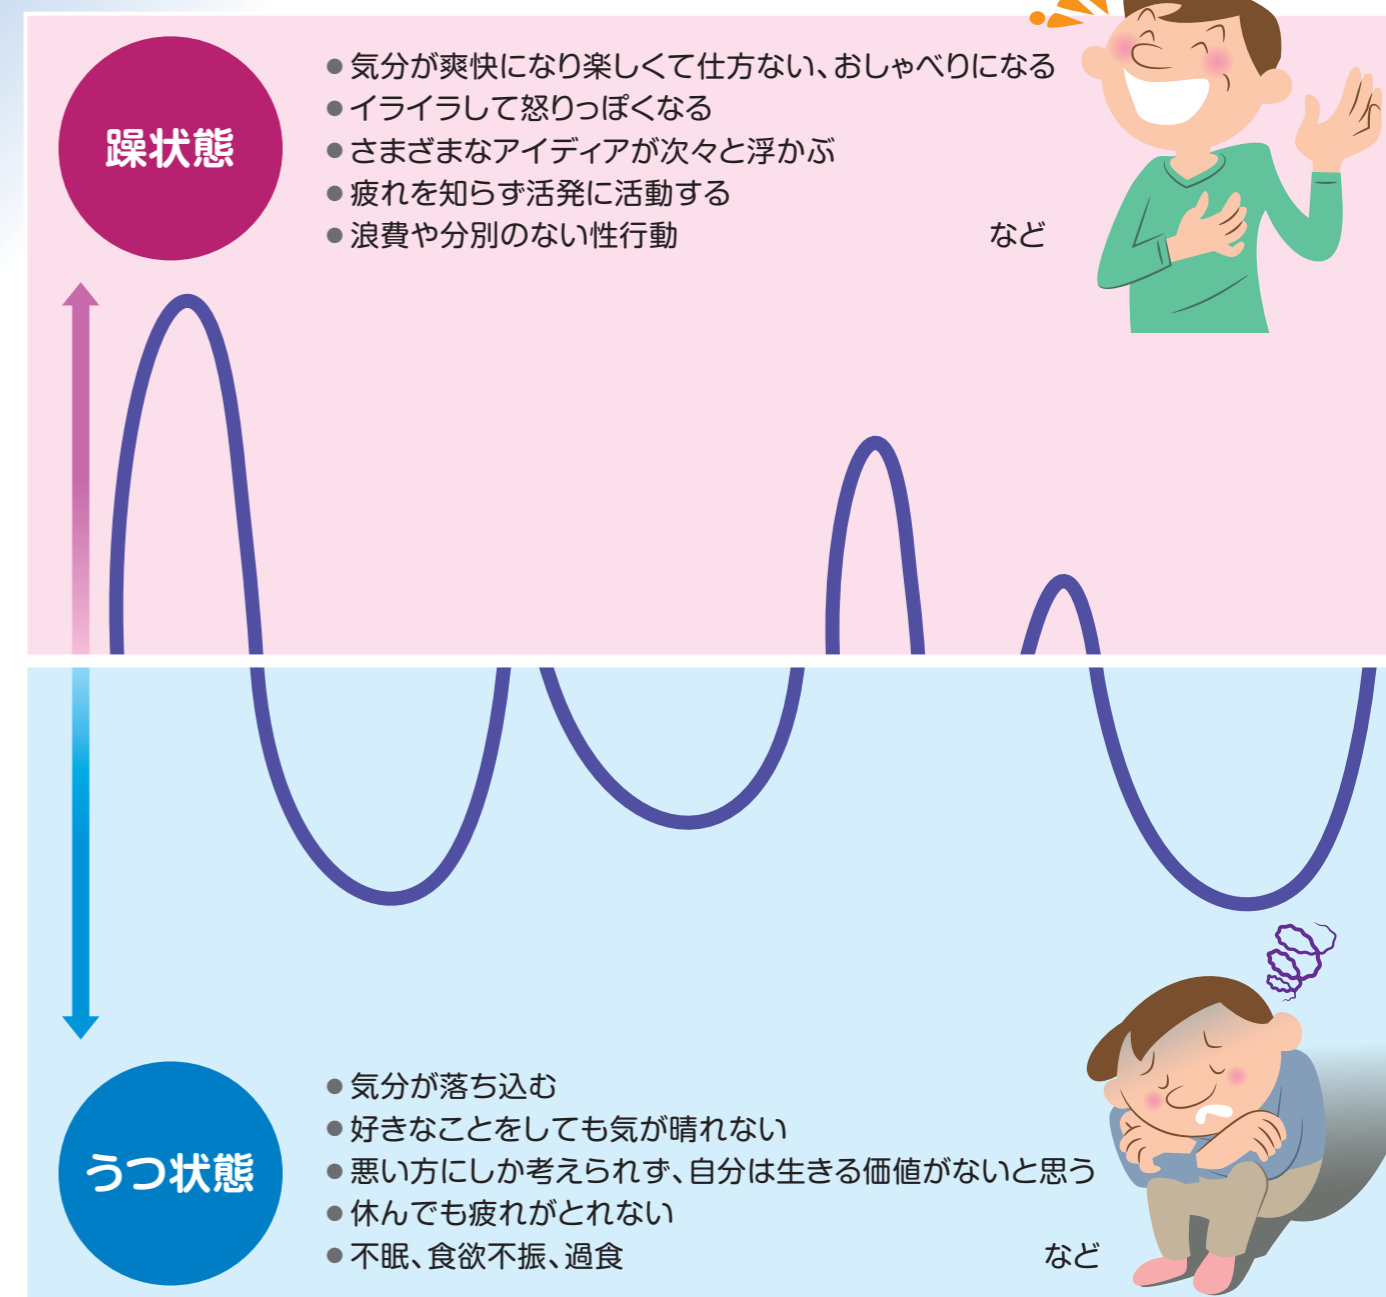 躁状態
●気分が爽快になり楽しくて仕方ない、おしゃべりになる
●イライラして怒りっぽくなる
●さまざまなアイディアが次々と浮かぶ
●疲れを知らず活発に活動する
●浪費や分別のない性行動 など
うつ状態
●気分が落ち込む
●好きなことをしても気が晴れない
●悪い方にしか考えられず、自分は生きる価値がないと思う
●休んでも疲れがとれない
●不眠、食欲不振、過食 など